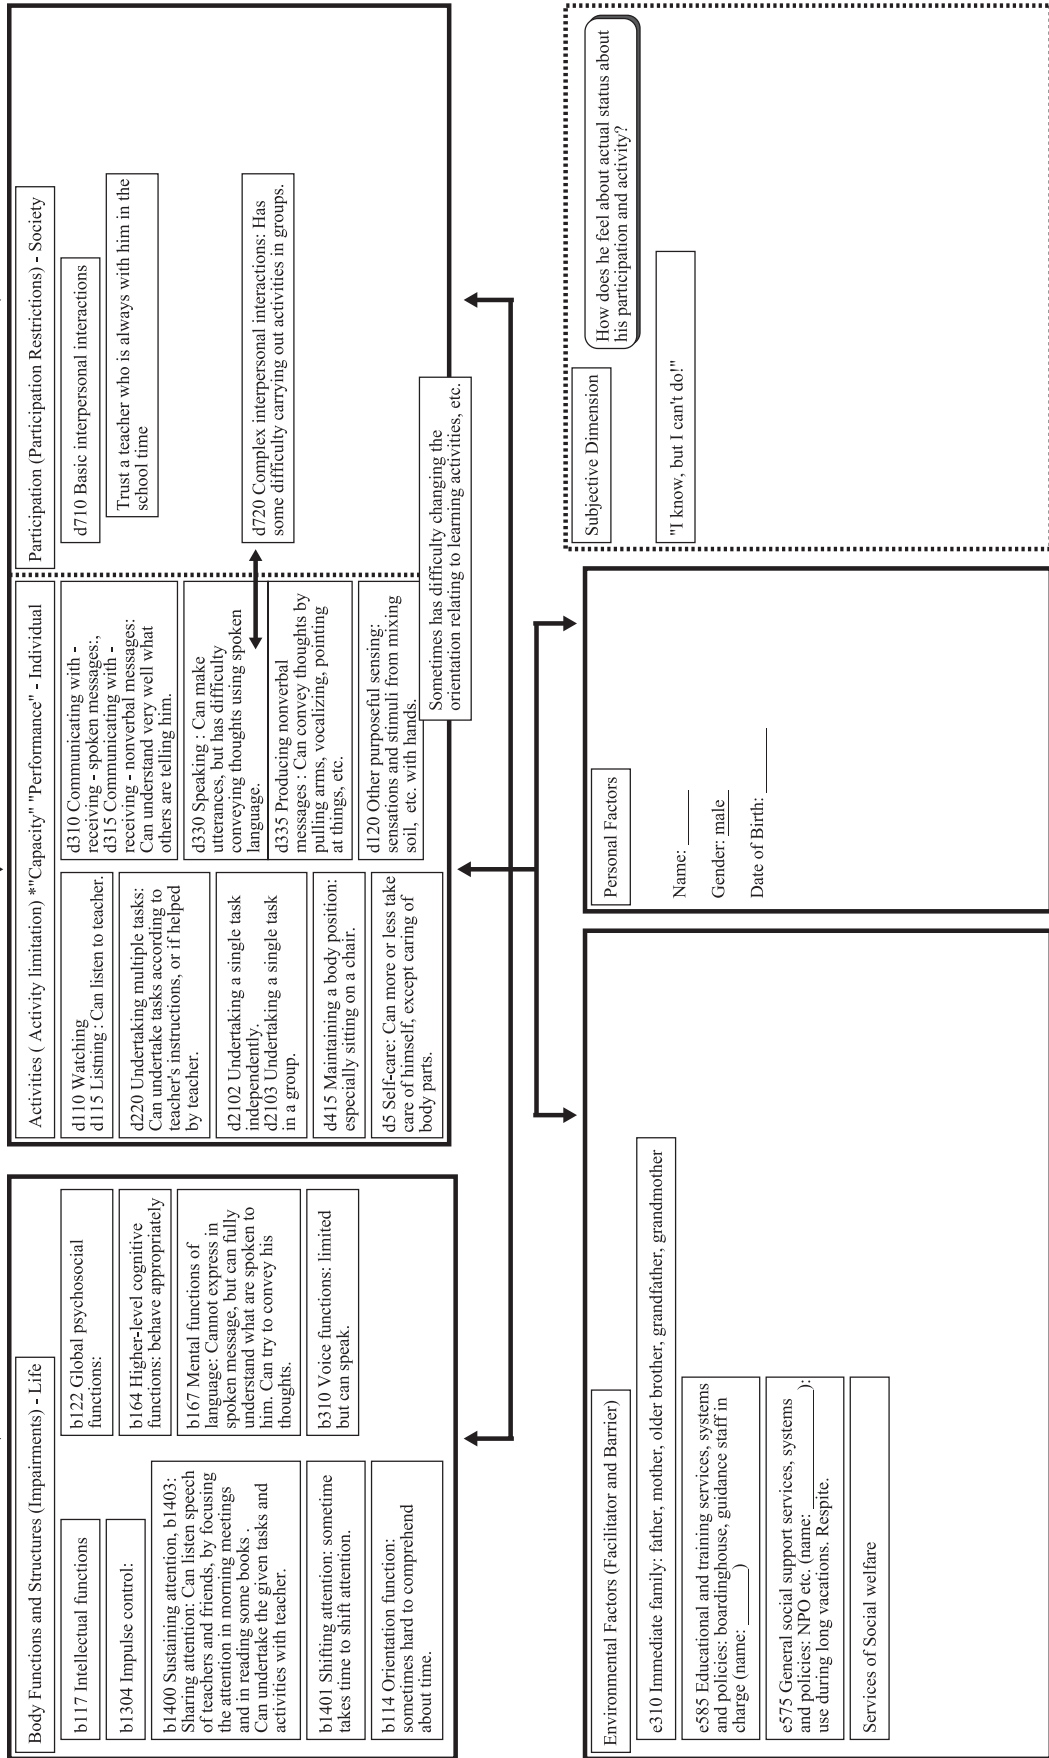 Body Functions and Structures (Impairments) - Life
b117 Intellectual functions
b1304 Impulse control:
b1400 Sustaining attention, b1403:
Sharing attention: Can listen speech
of teachers and friends, by focusing
the attention in morning meetings
and in reading some books .
Can undertake the given tasks and
activities with teacher.
b1401 Shifting attention: sometime
takes time to shift attention.
b114 Orientation function:
sometimes hard to comprehend
about time.
b122 Global psychosocial
functions:
b164 Higher-level cognitive
functions: behave appropriately
b167 Mental functions of
language: Cannot express in
spoken message, but can fully
understand what are spoken to
him. Can try to convey his
thoughts.
b310 Voice functions: limited
but can speak.
Activities ( Activity limitation) *"Capacity" "Performance" - Individual
d110 Watching
d115 Listning : Can listen to teacher.
d220 Undertaking multiple tasks:
Can undertake tasks according to
teacher's instructions, or if helped
by teacher.
d2102 Undertaking a single task
independently.
d2103 Undertaking a single task
in a group.
d415 Maintaining a body position:
especially sitting on a chair.
d5 Self-care: Can more or less take
care of himself, except caring of
body parts.
d310 Communicating with -
receiving - spoken messages:,
d315 Communicating with -
receiving - nonverbal messages:
Can understand very well what
others are telling him.
d330 Speaking : Can make
utterances, but has difficulty
conveying thoughts using spoken
language.
d335 Producing nonverbal
messages : Can convey thoughts by
pulling arms, vocalizing, pointing
at things, etc.
d120 Other purposeful sensing:
sensations and stimuli from mixing
soil, etc. with hands.
Sometimes has difficulty changing the
orientation relating to learning activities, etc.
Participation (Participation Restrictions) - Society
d710 Basic interpersonal interactions
Trust a teacher who is always with him in the
school time
d720 Complex interpersonal interactions: Has
some difficulty carrying out activities in groups.
Environmental Factors (Facilitator and Barrier)
e310 Immediate family: father, mother, older brother, grandfather, grandmother
e585 Educational and training services, systems
and policies: boardinghouse, guidance staff in
charge (name: ______)
e575 General social support services, systems
and policies: NPO etc. (name: ____________ ):
use during long vacations. Respite.
Services of Social welfare
Personal Factors
Name: ______
Gender: male
Date of Birth: ______
Subjective Dimension
How does he feel about actual status about
his participation and activity?
"I know, but I can't do!"